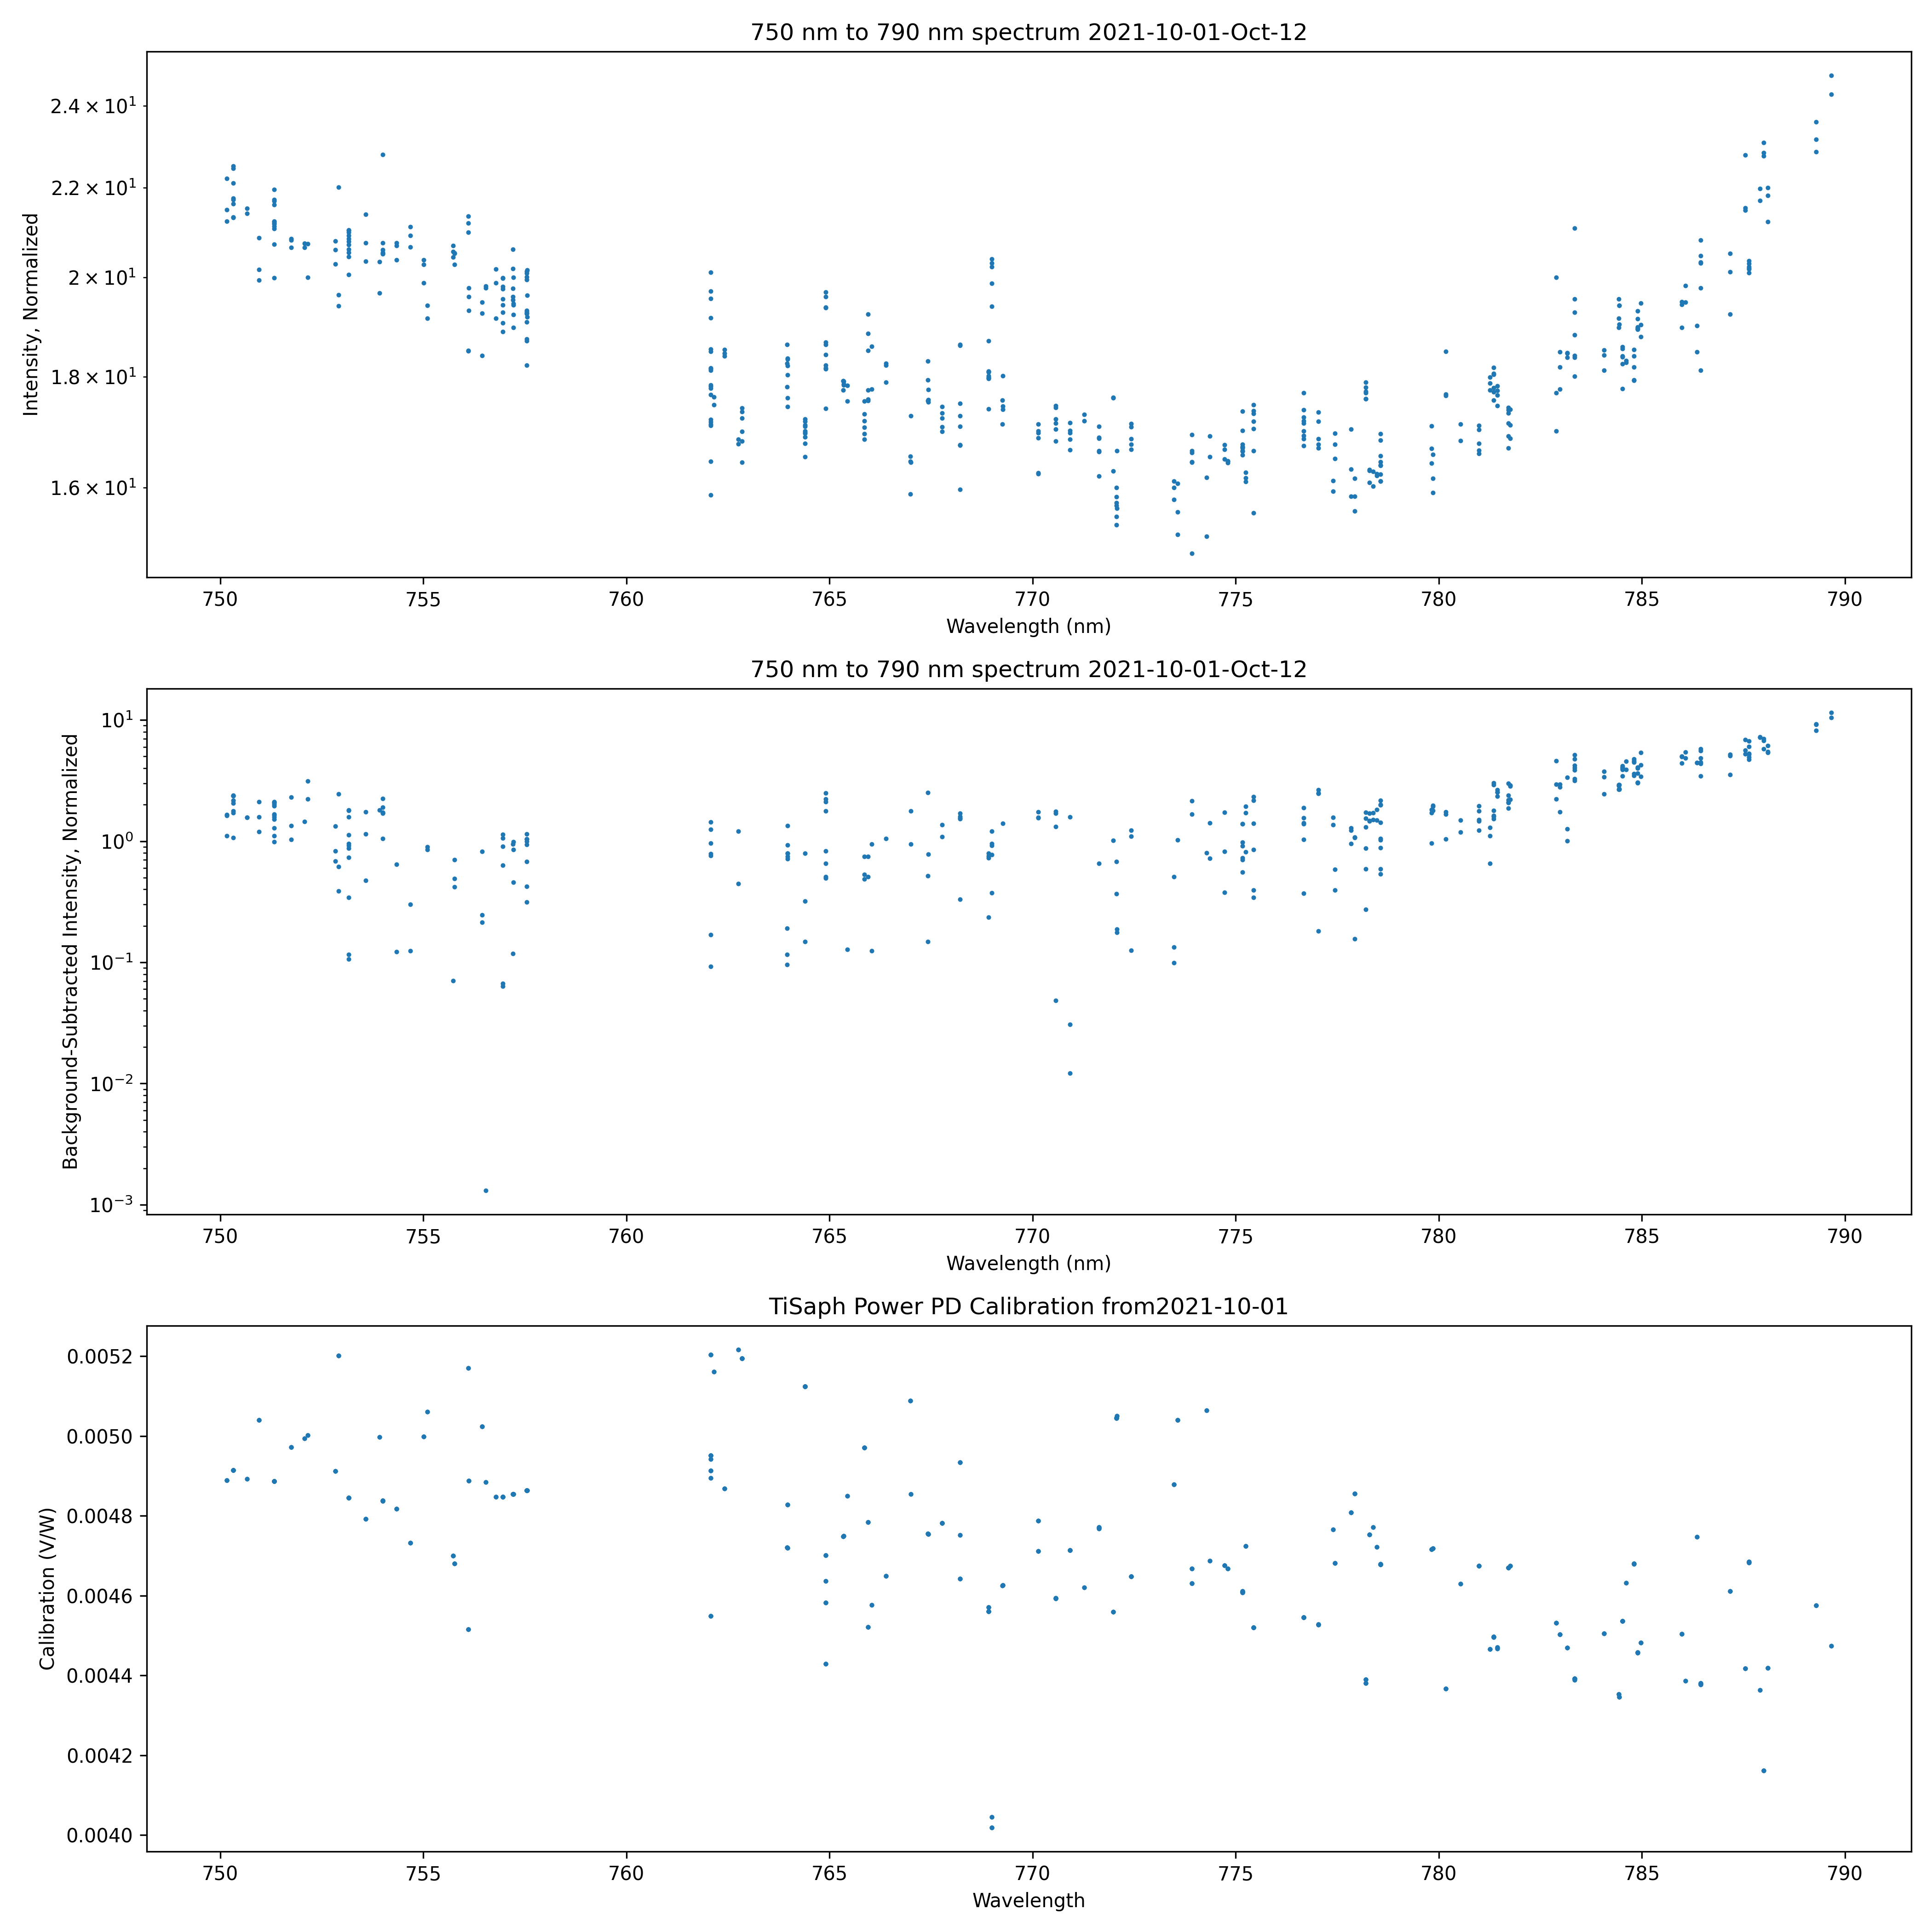 750 nm to 790 nm spectrum 2021-10-01-Oct-12
Intensity, Normalized
2.4 × 10¹
2.2 × 10¹
2 × 10¹
1.8 × 10¹
1.6 × 10¹
750 755 760 765 770 775 780 785 790
Wavelength (nm)
750 nm to 790 nm spectrum 2021-10-01-Oct-12
Background-Subtracted Intensity, Normalized
10¹
10⁰
10⁻¹
10⁻²
10⁻³
750 755 760 765 770 775 780 785 790
Wavelength (nm)
TiSaph Power PD Calibration from2021-10-01
Calibration (V/W)
0.0052
0.0050
0.0048
0.0046
0.0044
0.0042
0.0040
750 755 760 765 770 775 780 785 790
Wavelength